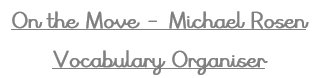 On the Move - Michael Rosen
Vocabulary Organiser